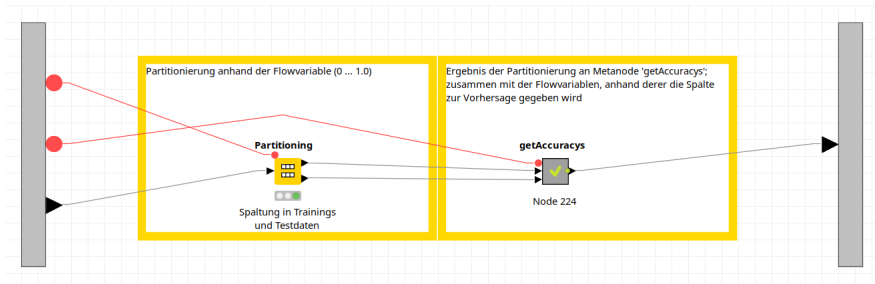 Partitionierung anhand der Flowvariable (0 ... 1.0)
Ergebnis der Partitionierung an Metanode 'getAccuracys';
zusammen mit der Flowvariablen, anhand derer die Spalte
zur Vorhersage gegeben wird
Partitioning
Spaltung in Trainings
und Testdaten
getAccuracys
Node 224